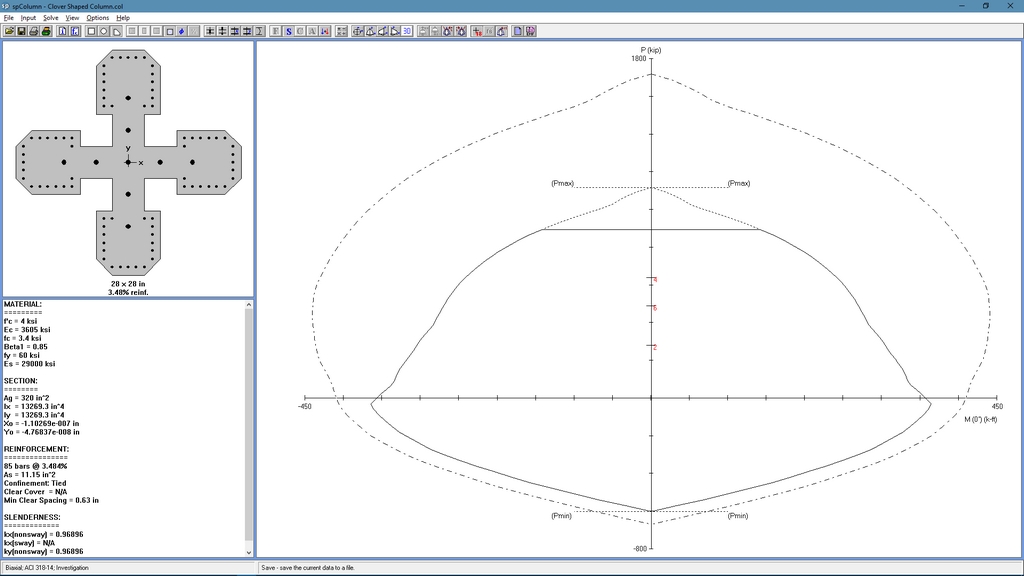 spColumn - Clover Shaped Column.col
File Input Solve View Options Help
y
x
28 x 28 in
3.48% reinf.
MATERIAL:
=========
f'c = 4 ksi
Ec = 3605 ksi
fc = 3.4 ksi
Beta1 = 0.85
fy = 60 ksi
Es = 29000 ksi
SECTION:
========
Ag = 320 in^2
Ix = 13269.3 in^4
Iy = 13269.3 in^4
Xo = -1.10269e-007 in
Yo = -4.76837e-008 in
REINFORCEMENT:
==============
85 bars @ 3.484%
As = 11.15 in^2
Confinement: Tied
Clear Cover = N/A
Min Clear Spacing = 0.63 in
SLENDERNESS:
============
kx(nonsway) = 0.96896
kx(sway) = N/A
ky(nonsway) = 0.96896
P (kip)
1800
(Pmax) (Pmax)
-450
450
M (0°) (k-ft)
(Pmin) (Pmin)
-800
Biaxial; ACI 318-14; Investigation
Save - save the current data to a file.